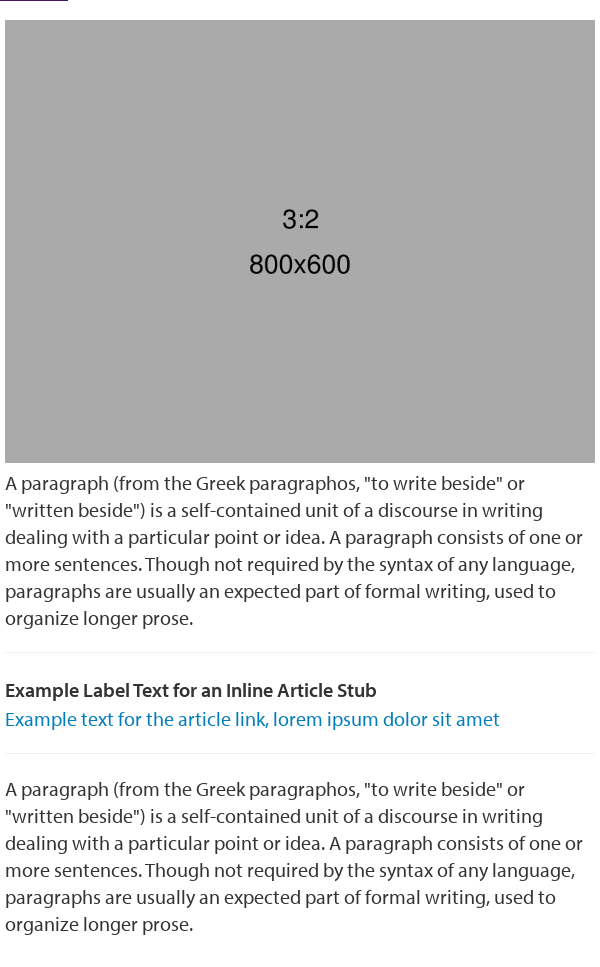 3:2
800x600
A paragraph (from the Greek paragraphos, "to write beside" or
"written beside") is a self-contained unit of a discourse in writing
dealing with a particular point or idea. A paragraph consists of one or
more sentences. Though not required by the syntax of any language,
paragraphs are usually an expected part of formal writing, used to
organize longer prose.
Example Label Text for an Inline Article Stub
Example text for the article link, lorem ipsum dolor sit amet
A paragraph (from the Greek paragraphos, "to write beside" or
"written beside") is a self-contained unit of a discourse in writing
dealing with a particular point or idea. A paragraph consists of one or
more sentences. Though not required by the syntax of any language,
paragraphs are usually an expected part of formal writing, used to
organize longer prose.